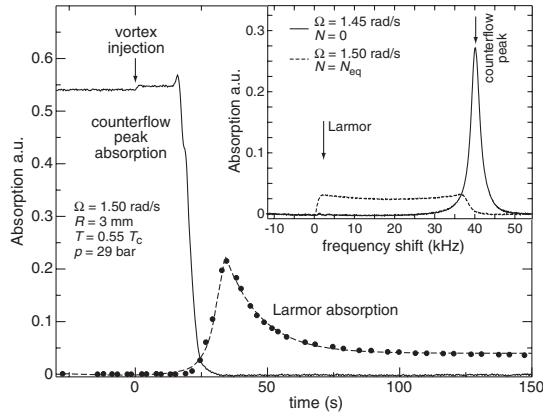 0.6
0.5
0.4
0.3
0.2
0.1
0
Absorption a.u.
vortex
injection
counterflow
peak
absorption
Ω = 1.50 rad/s
R = 3 mm
T = 0.55 Tc
p = 29 bar
Larmor absorption
0
50
100
150
time (s)
0.3
0.2
0.1
0
Absorption a.u.
Ω = 1.45 rad/s
N = 0
Ω = 1.50 rad/s
N = Neq
Larmor
counterflow
peak
-10
0
10
20
30
40
50
frequency shift (kHz)